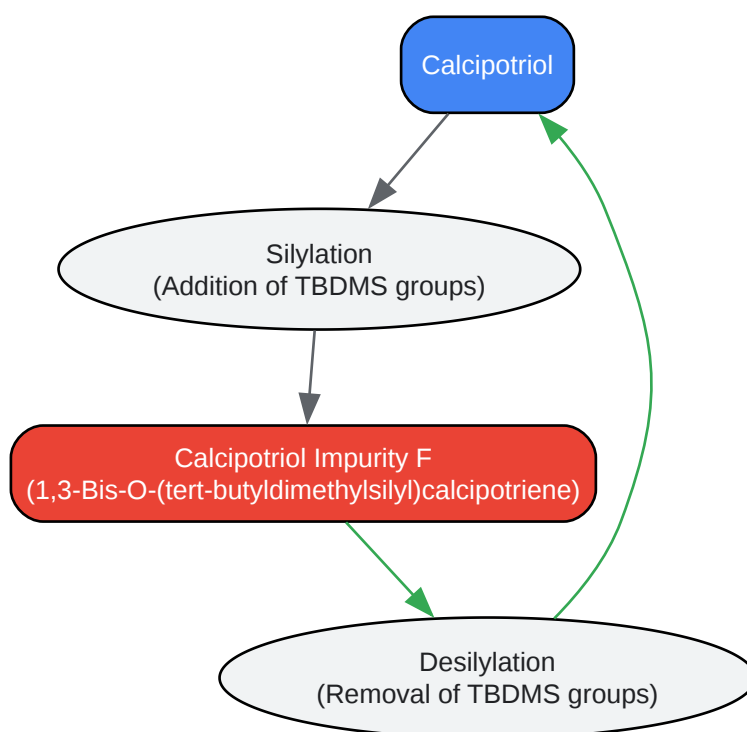 Calcipotriol
Silylation
(Addition of TBDMS groups)
Calcipotriol Impurity F
(1,3-Bis-O-(tert-butyldimethylsilyl)calcipotriene)
Desilylation
(Removal of TBDMS groups)